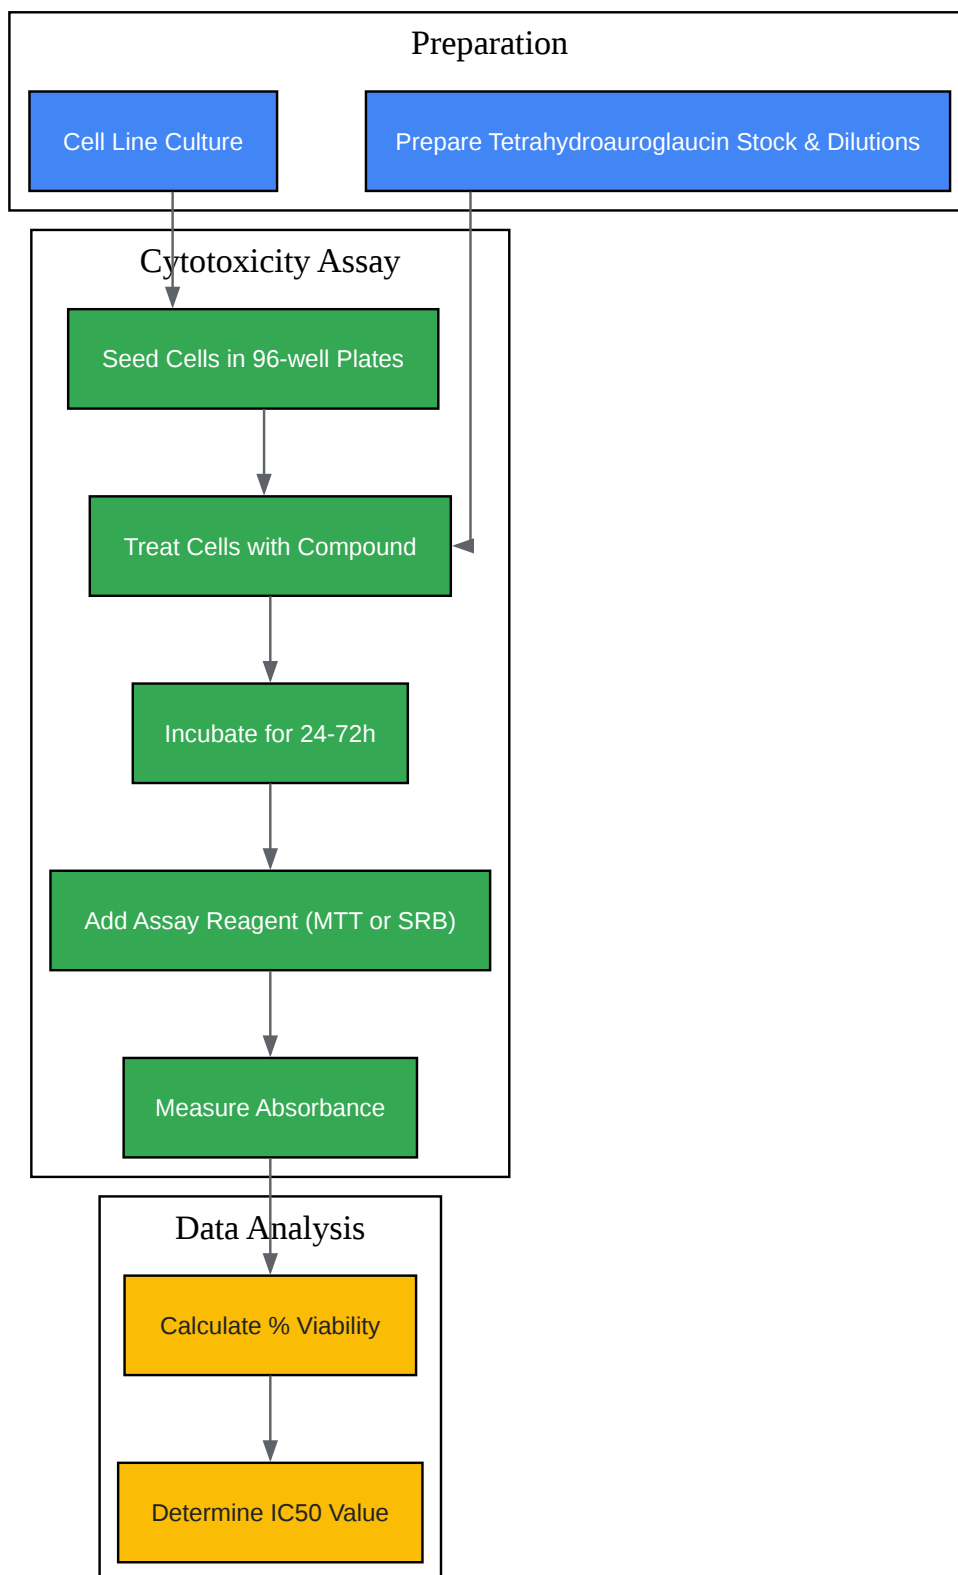 Preparation
Cell Line Culture
Prepare Tetrahydroauroglaucin Stock & Dilutions
Cytotoxicity Assay
Seed Cells in 96-well Plates
Treat Cells with Compound
Incubate for 24-72h
Add Assay Reagent (MTT or SRB)
Measure Absorbance
Data Analysis
Calculate % Viability
Determine IC50 Value